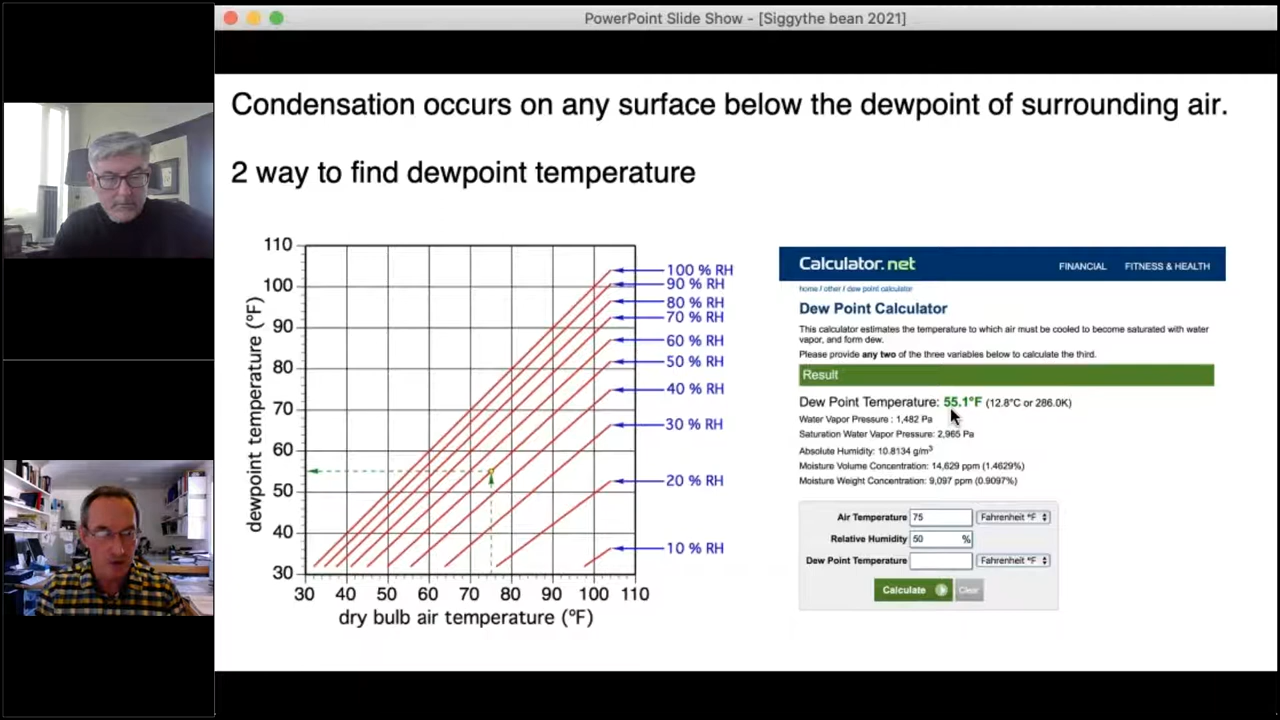 PowerPoint Slide Show - [Siggythe bean 2021]
Condensation occurs on any surface below the dewpoint of surrounding air.
2 way to find dewpoint temperature
110
100
90
80
70
60
50
40
30
dewpoint temperature (ºF)
30 40 50 60 70 80 90 100 110
dry bulb air temperature (ºF)
100 % RH
90 % RH
80 % RH
70 % RH
60 % RH
50 % RH
40 % RH
30 % RH
20 % RH
10 % RH
Calculator.net FINANCIAL FITNESS & HEALTH
home / other / dew point calculator
Dew Point Calculator
This calculator estimates the temperature to which air must be cooled to become saturated with water
vapor, and form dew.
Please provide any two of the three variables below to calculate the third.
Result
Dew Point Temperature: 55.1°F (12.8°C or 286.0K)
Water Vapor Pressure : 1,482 Pa
Saturation Water Vapor Pressure: 2,965 Pa
Absolute Humidity: 10.8134 g/m³
Moisture Volume Concentration: 14,629 ppm (1.4629%)
Moisture Weight Concentration: 9,097 ppm (0.9097%)
Air Temperature 75 Fahrenheit °F
Relative Humidity 50 %
Dew Point Temperature Fahrenheit °F
Calculate Clear